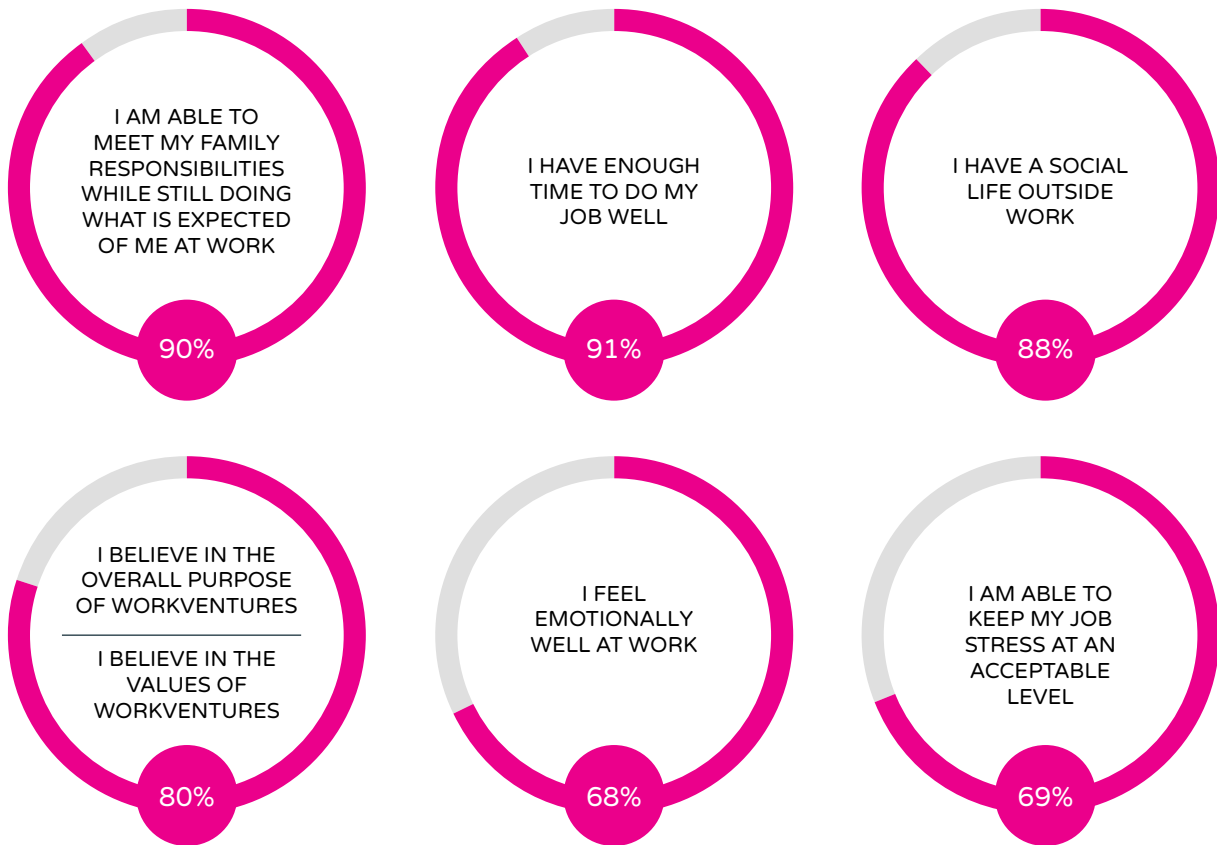 I AM ABLE TO
MEET MY FAMILY
RESPONSIBILITIES
WHILE STILL DOING
WHAT IS EXPECTED
OF ME AT WORK
90%
I HAVE ENOUGH
TIME TO DO MY
JOB WELL
91%
I HAVE A SOCIAL
LIFE OUTSIDE
WORK
88%
I BELIEVE IN THE
OVERALL PURPOSE
OF WORKVENTURES
I BELIEVE IN THE
VALUES OF
WORKVENTURES
80%
I FEEL
EMOTIONALLY
WELL AT WORK
68%
I AM ABLE TO
KEEP MY JOB
STRESS AT AN
ACCEPTABLE
LEVEL
69%